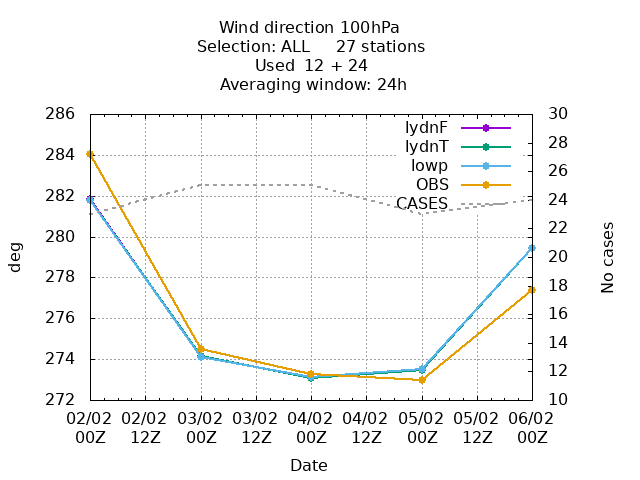 Wind direction 100hPa
Selection: ALL     27 stations
Used  12 + 24
Averaging window: 24h
286
284
282
280
278
276
274
272
deg
30
28
26
24
22
20
18
16
14
12
10
No cases
lydnF
lydnT
lowp
OBS
CASES
02/02 02/02 03/02 03/02 04/02 04/02 05/02 05/02 06/02
00Z 12Z 00Z 12Z 00Z 12Z 00Z 12Z 00Z
Date